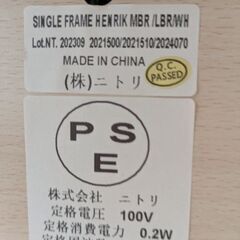 SINGLE FRAME HENRIK MBR /LBR/WH
Lot.NT. 202309 2021500/2021510/2024070
MADE IN CHINA
(株)ニトリ
Q.C.
PASSED
P S
E
株式会社 ニトリ
定格電圧 100V
定格消費電力 0.2W